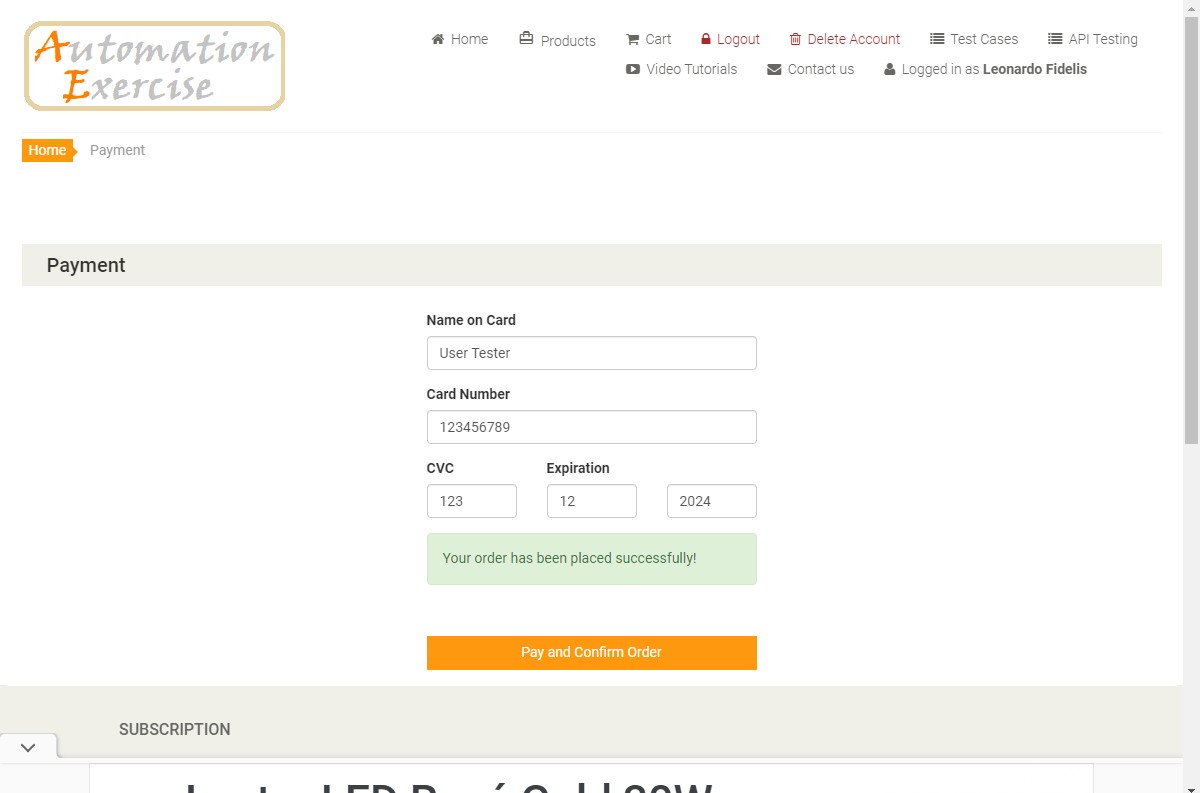 Automation
Exercise
Home Products Cart Logout Delete Account Test Cases API Testing
Video Tutorials Contact us Logged in as Leonardo Fidelis
Home Payment
Payment
Name on Card
User Tester
Card Number
123456789
CVC Expiration
123 12 2024
Your order has been placed successfully!
Pay and Confirm Order
SUBSCRIPTION